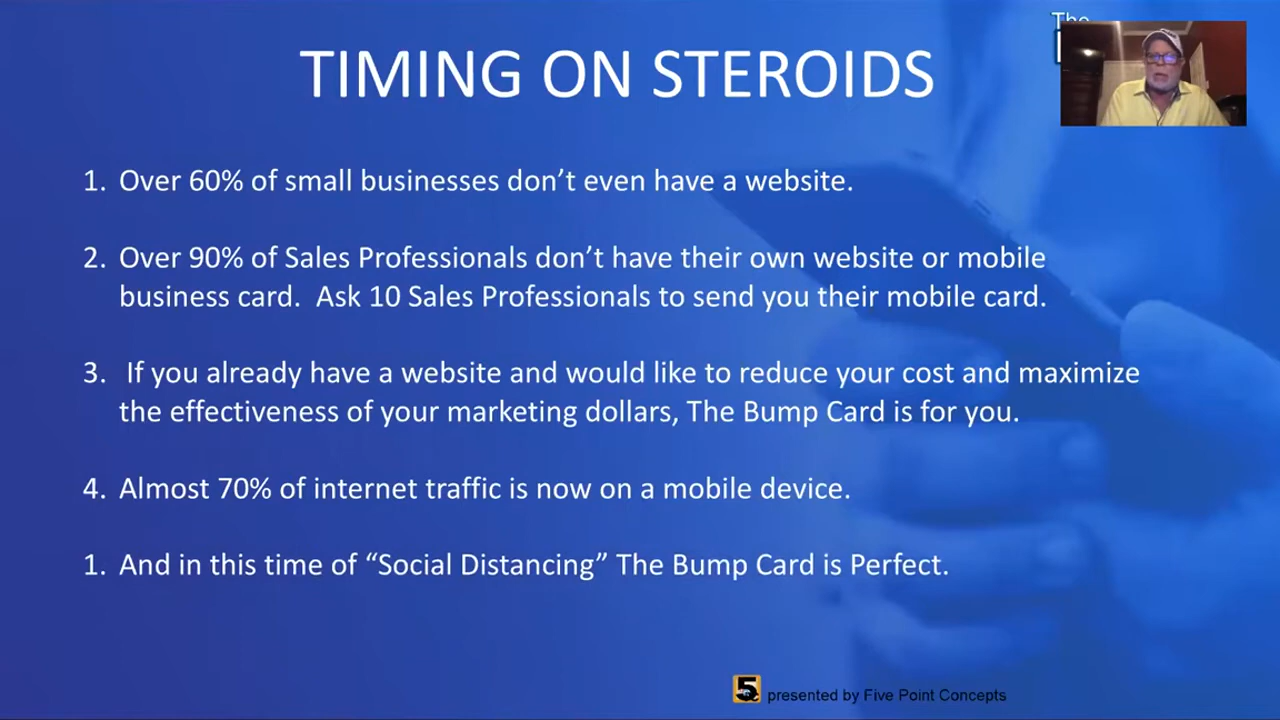 The
TIMING ON STEROIDS
1. Over 60% of small businesses don’t even have a website.
2. Over 90% of Sales Professionals don’t have their own website or mobile
business card.  Ask 10 Sales Professionals to send you their mobile card.
3.  If you already have a website and would like to reduce your cost and maximize
the effectiveness of your marketing dollars, The Bump Card is for you.
4. Almost 70% of internet traffic is now on a mobile device.
1. And in this time of “Social Distancing” The Bump Card is Perfect.
5 presented by Five Point Concepts